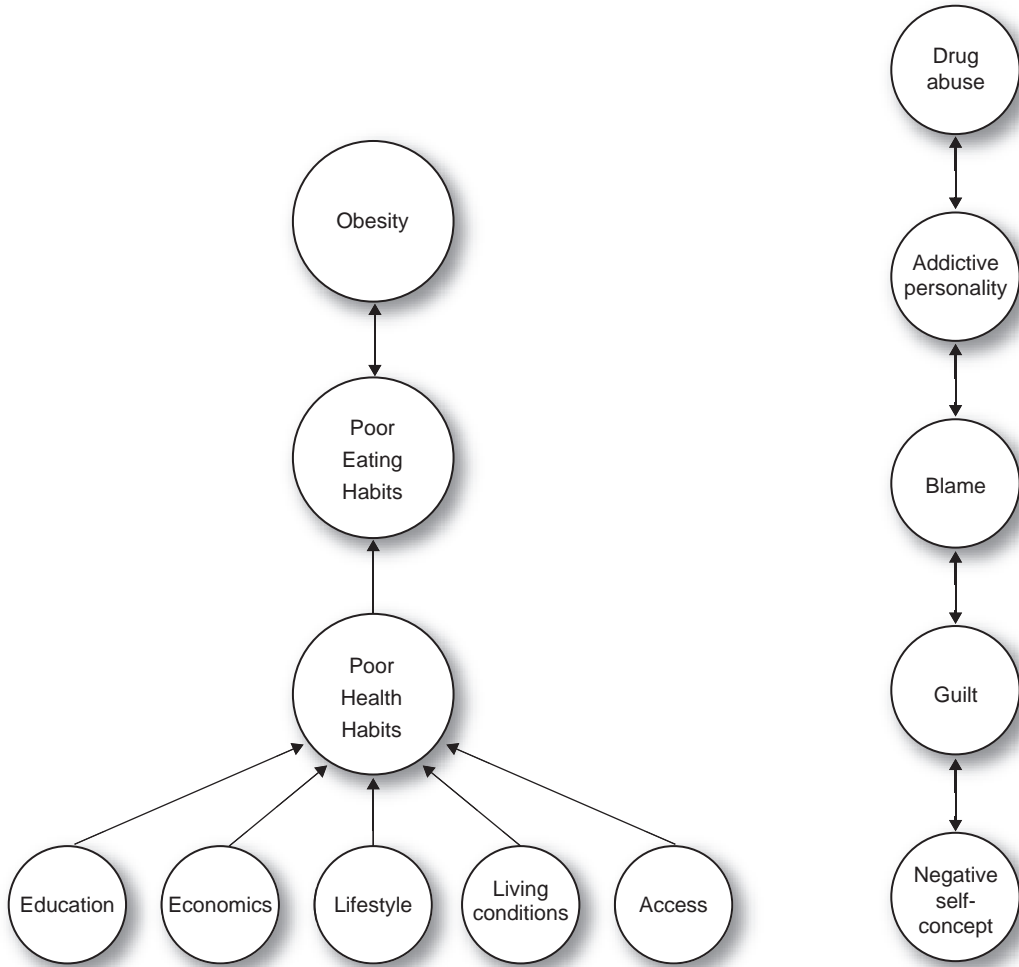 Obesity
Poor
Eating
Habits
Poor
Health
Habits
Education
Economics
Lifestyle
Living
conditions
Access
Drug
abuse
Addictive
personality
Blame
Guilt
Negative
self-
concept